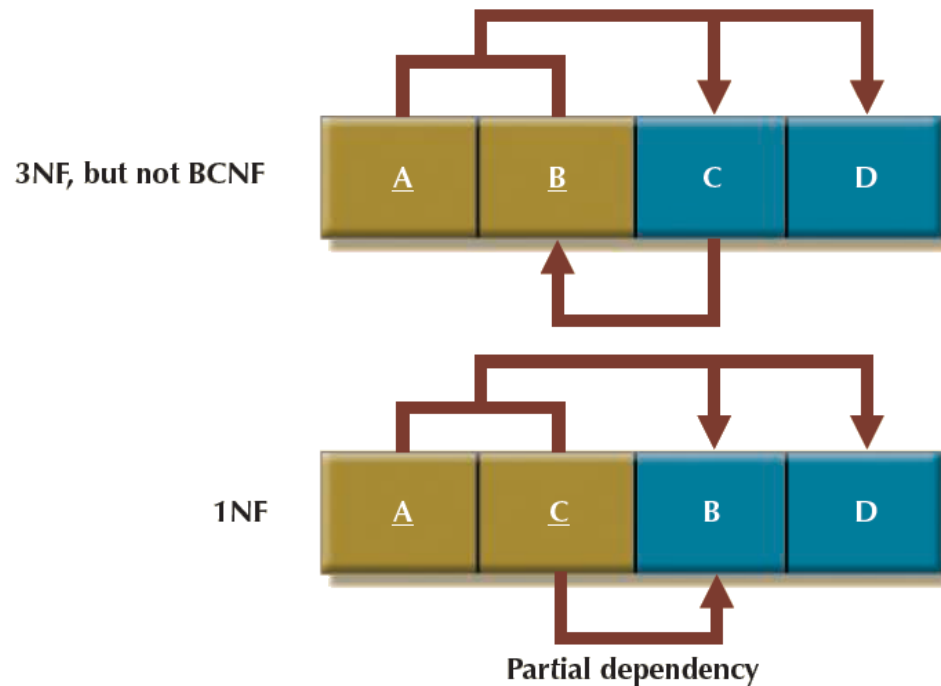 3NF, but not BCNF
A B C D
1NF
A C B D
Partial dependency